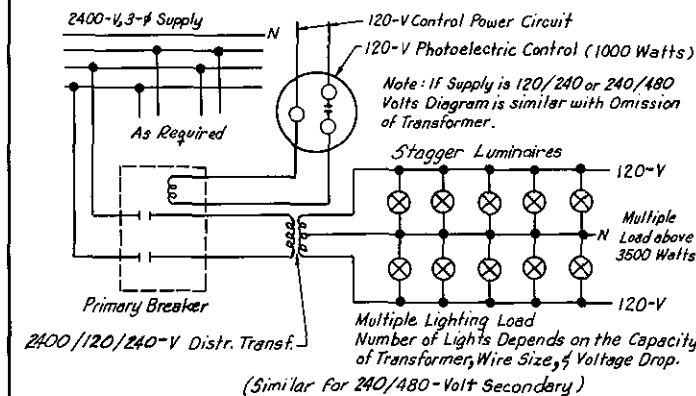 2400-V, 3-ϕ Supply
N
As Required
120-V Control Power Circuit
120-V Photoelectric Control (1000 Watts)
Note: If Supply is 120/240 or 240/480
Volts Diagram is similar with Omission
of Transformer.
Stagger Luminaires
120-V
N
Multiple
Load above
3500 Watts
120-V
Primary Breaker
2400/120/240-V Distr. Transf.
Multiple Lighting Load
Number of Lights Depends on the Capacity
of Transformer, Wire Size, & Voltage Drop.
(Similar for 240/480-Volt Secondary)